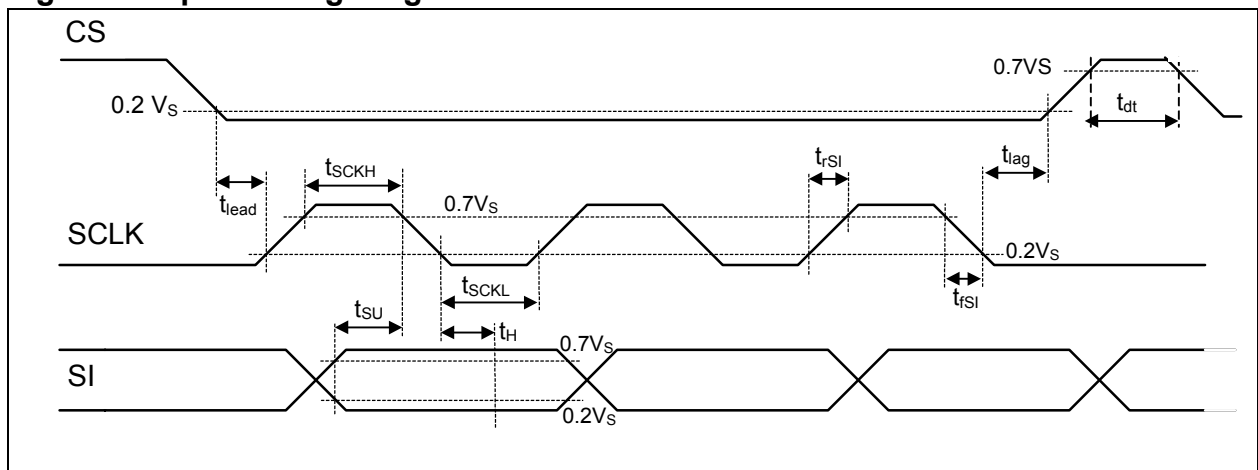 CS
0.7VS
0.2 VS
tdt
tSCKH
trSI
tlag
tlead
0.7VS
SCLK
0.2VS
tSCKL
tfSI
tSU
tH
0.7VS
SI
0.2VS